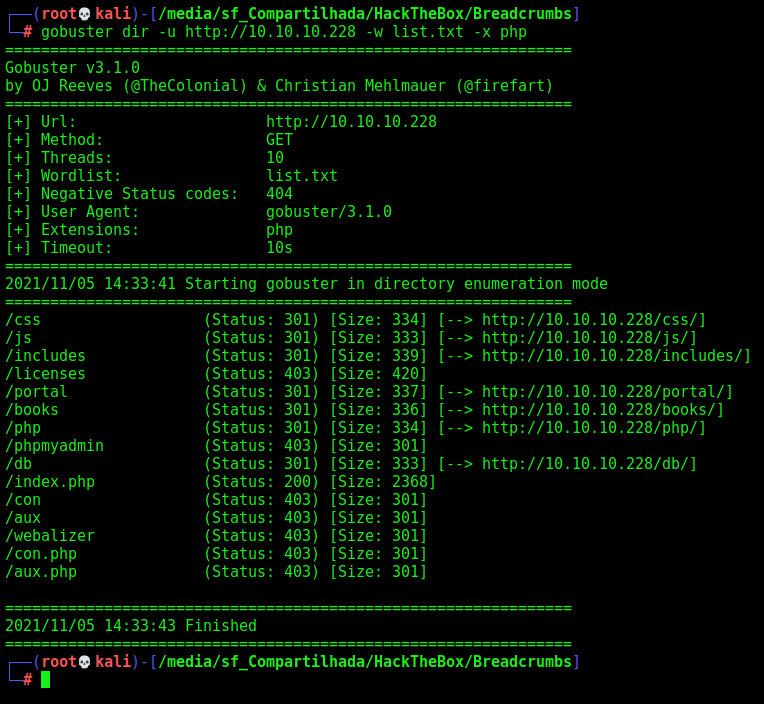 ┌──(root💀kali)-[/media/sf_Compartilhada/HackTheBox/Breadcrumbs]
└─# gobuster dir -u http://10.10.10.228 -w list.txt -x php
===============================================================
Gobuster v3.1.0
by OJ Reeves (@TheColonial) & Christian Mehlmauer (@firefart)
===============================================================
[+] Url:                     http://10.10.10.228
[+] Method:                  GET
[+] Threads:                 10
[+] Wordlist:                list.txt
[+] Negative Status codes:   404
[+] User Agent:              gobuster/3.1.0
[+] Extensions:              php
[+] Timeout:                 10s
===============================================================
2021/11/05 14:33:41 Starting gobuster in directory enumeration mode
===============================================================
/css                  (Status: 301) [Size: 334] [--> http://10.10.10.228/css/]
/js                   (Status: 301) [Size: 333] [--> http://10.10.10.228/js/]
/includes             (Status: 301) [Size: 339] [--> http://10.10.10.228/includes/]
/licenses             (Status: 403) [Size: 420]
/portal               (Status: 301) [Size: 337] [--> http://10.10.10.228/portal/]
/books                (Status: 301) [Size: 336] [--> http://10.10.10.228/books/]
/php                  (Status: 301) [Size: 334] [--> http://10.10.10.228/php/]
/phpmyadmin           (Status: 403) [Size: 301]
/db                   (Status: 301) [Size: 333] [--> http://10.10.10.228/db/]
/index.php            (Status: 200) [Size: 2368]
/con                  (Status: 403) [Size: 301]
/aux                  (Status: 403) [Size: 301]
/webalizer            (Status: 403) [Size: 301]
/con.php              (Status: 403) [Size: 301]
/aux.php              (Status: 403) [Size: 301]
===============================================================
2021/11/05 14:33:43 Finished
===============================================================
┌──(root💀kali)-[/media/sf_Compartilhada/HackTheBox/Breadcrumbs]
└─#